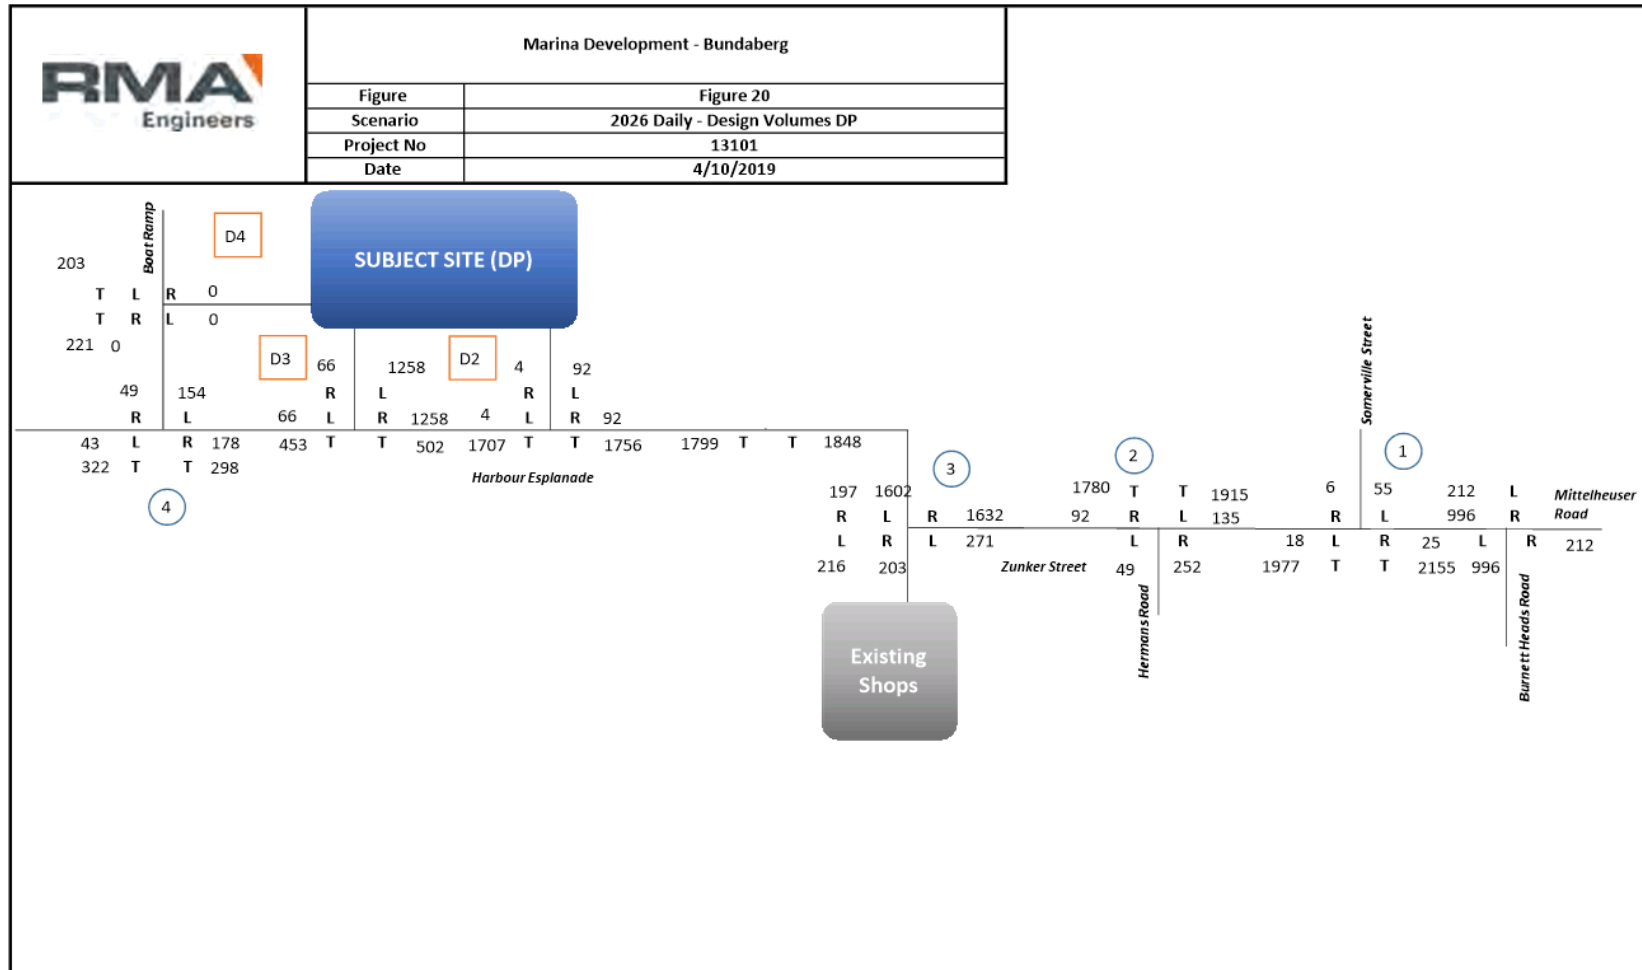 RMA
Engineers
Marina Development - Bundaberg
Figure Figure 20
Scenario 2026 Daily - Design Volumes DP
Project No 13101
Date 4/10/2019
Boat Ramp
D4
SUBJECT SITE (DP)
203
T L R 0
T R L 0
221 0
D3
D2
66 1258 4 92
49 154 R L R L
R L 66 L R 1258 4 L R 92
43 L R 178 453 T T 502 1707 T T 1756 1799 T T 1848
322 T T 298
Harbour Esplanade
4
3
2
1
Somerville Street
197 1602 1780 T T 1915 6 55 212 L
Mittelheuser
Road
R L R 1632 92 R L 135 R L 996 R
L R L 271 L R 18 L R 25 L R 212
216 203 Zunker Street 49 252 1977 T T 2155 996
Hermans Road
Burnett Heads Road
Existing
Shops